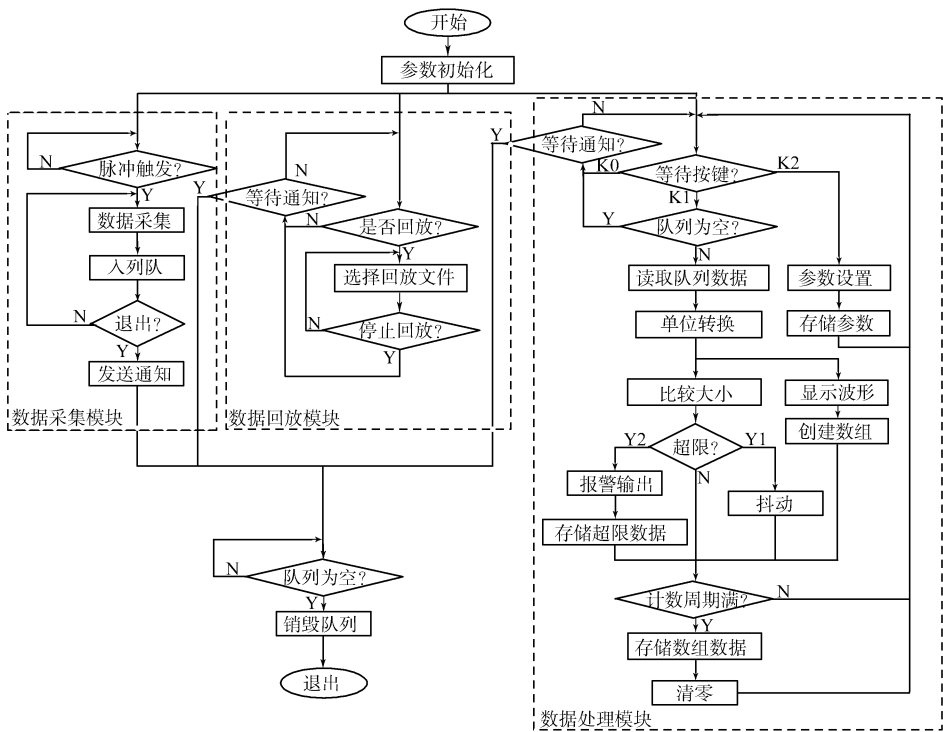 开始
参数初始化
N
脉冲触发?
Y
数据采集
入列队
N
退出?
Y
发送通知
数据采集模块
N
Y
等待通知?
N
是否回放?
Y
选择回放文件
N
停止回放?
Y
数据回放模块
N
Y
等待通知?
K0
等待按键?
K2
K1
Y
队列为空?
N
读取队列数据
参数设置
单位转换
存储参数
比较大小
显示波形
创建数组
Y2
超限?
Y1
N
报警输出
抖动
存储超限数据
计数周期满?
N
Y
存储数组数据
清零
数据处理模块
N
队列为空?
Y
销毁队列
退出